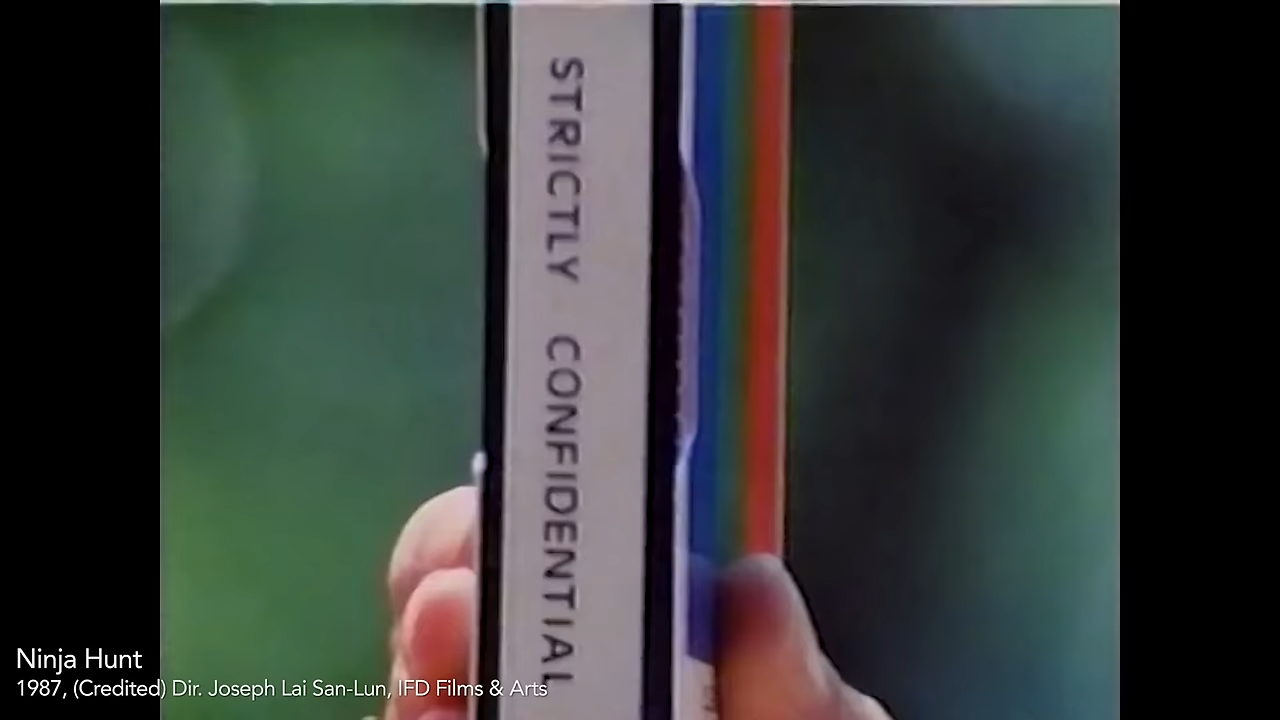 STRICTLY CONFIDENTIAL
Ninja Hunt
1987, (Credited) Dir. Joseph Lai San-Lun, IFD Films & Arts